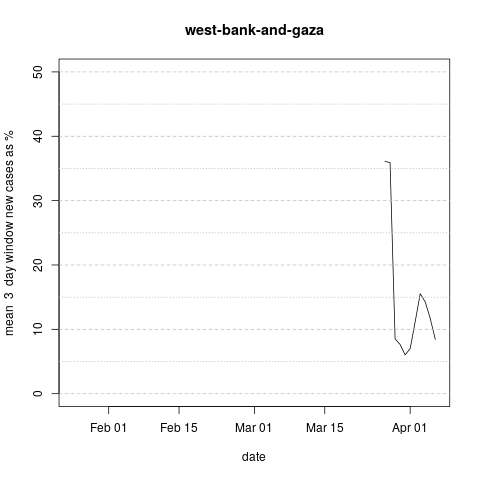 west-bank-and-gaza
mean 3 day window new cases as %
50
40
30
20
10
0
Feb 01 Feb 15 Mar 01 Mar 15 Apr 01
date